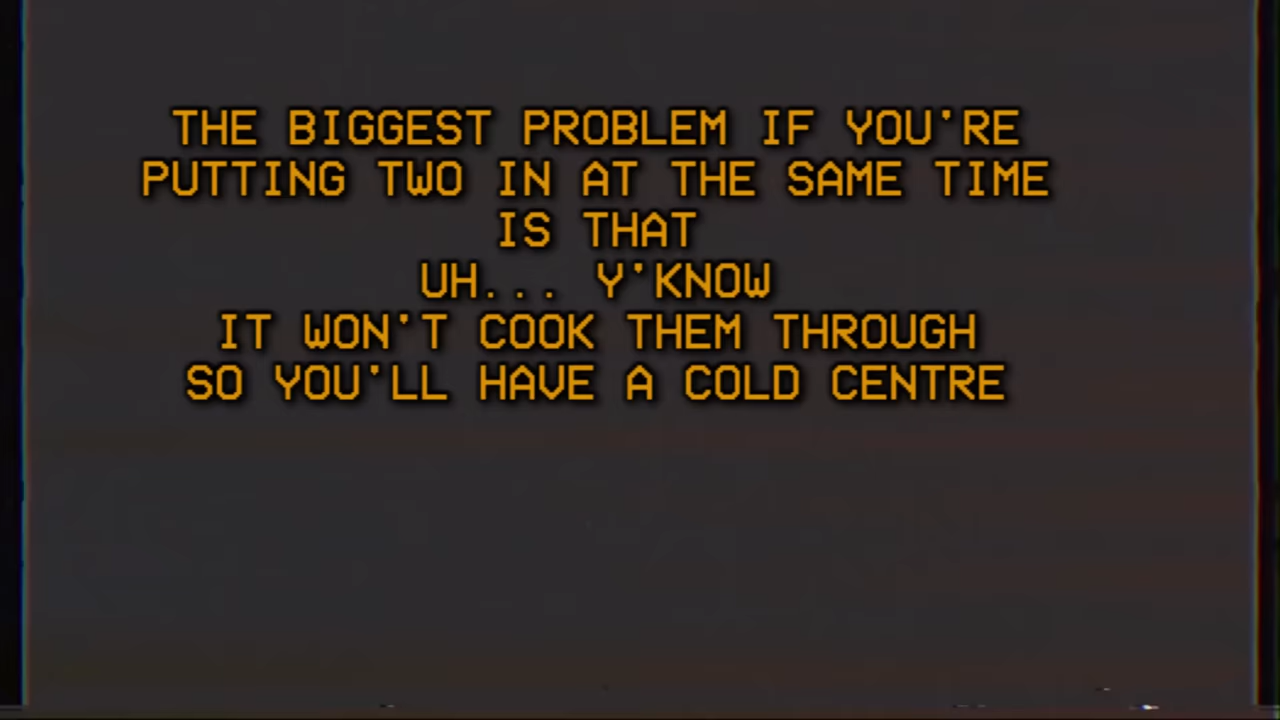 THE BIGGEST PROBLEM IF YOU'RE
PUTTING TWO IN AT THE SAME TIME
IS THAT
UH... Y'KNOW
IT WON'T COOK THEM THROUGH
SO YOU'LL HAVE A COLD CENTRE